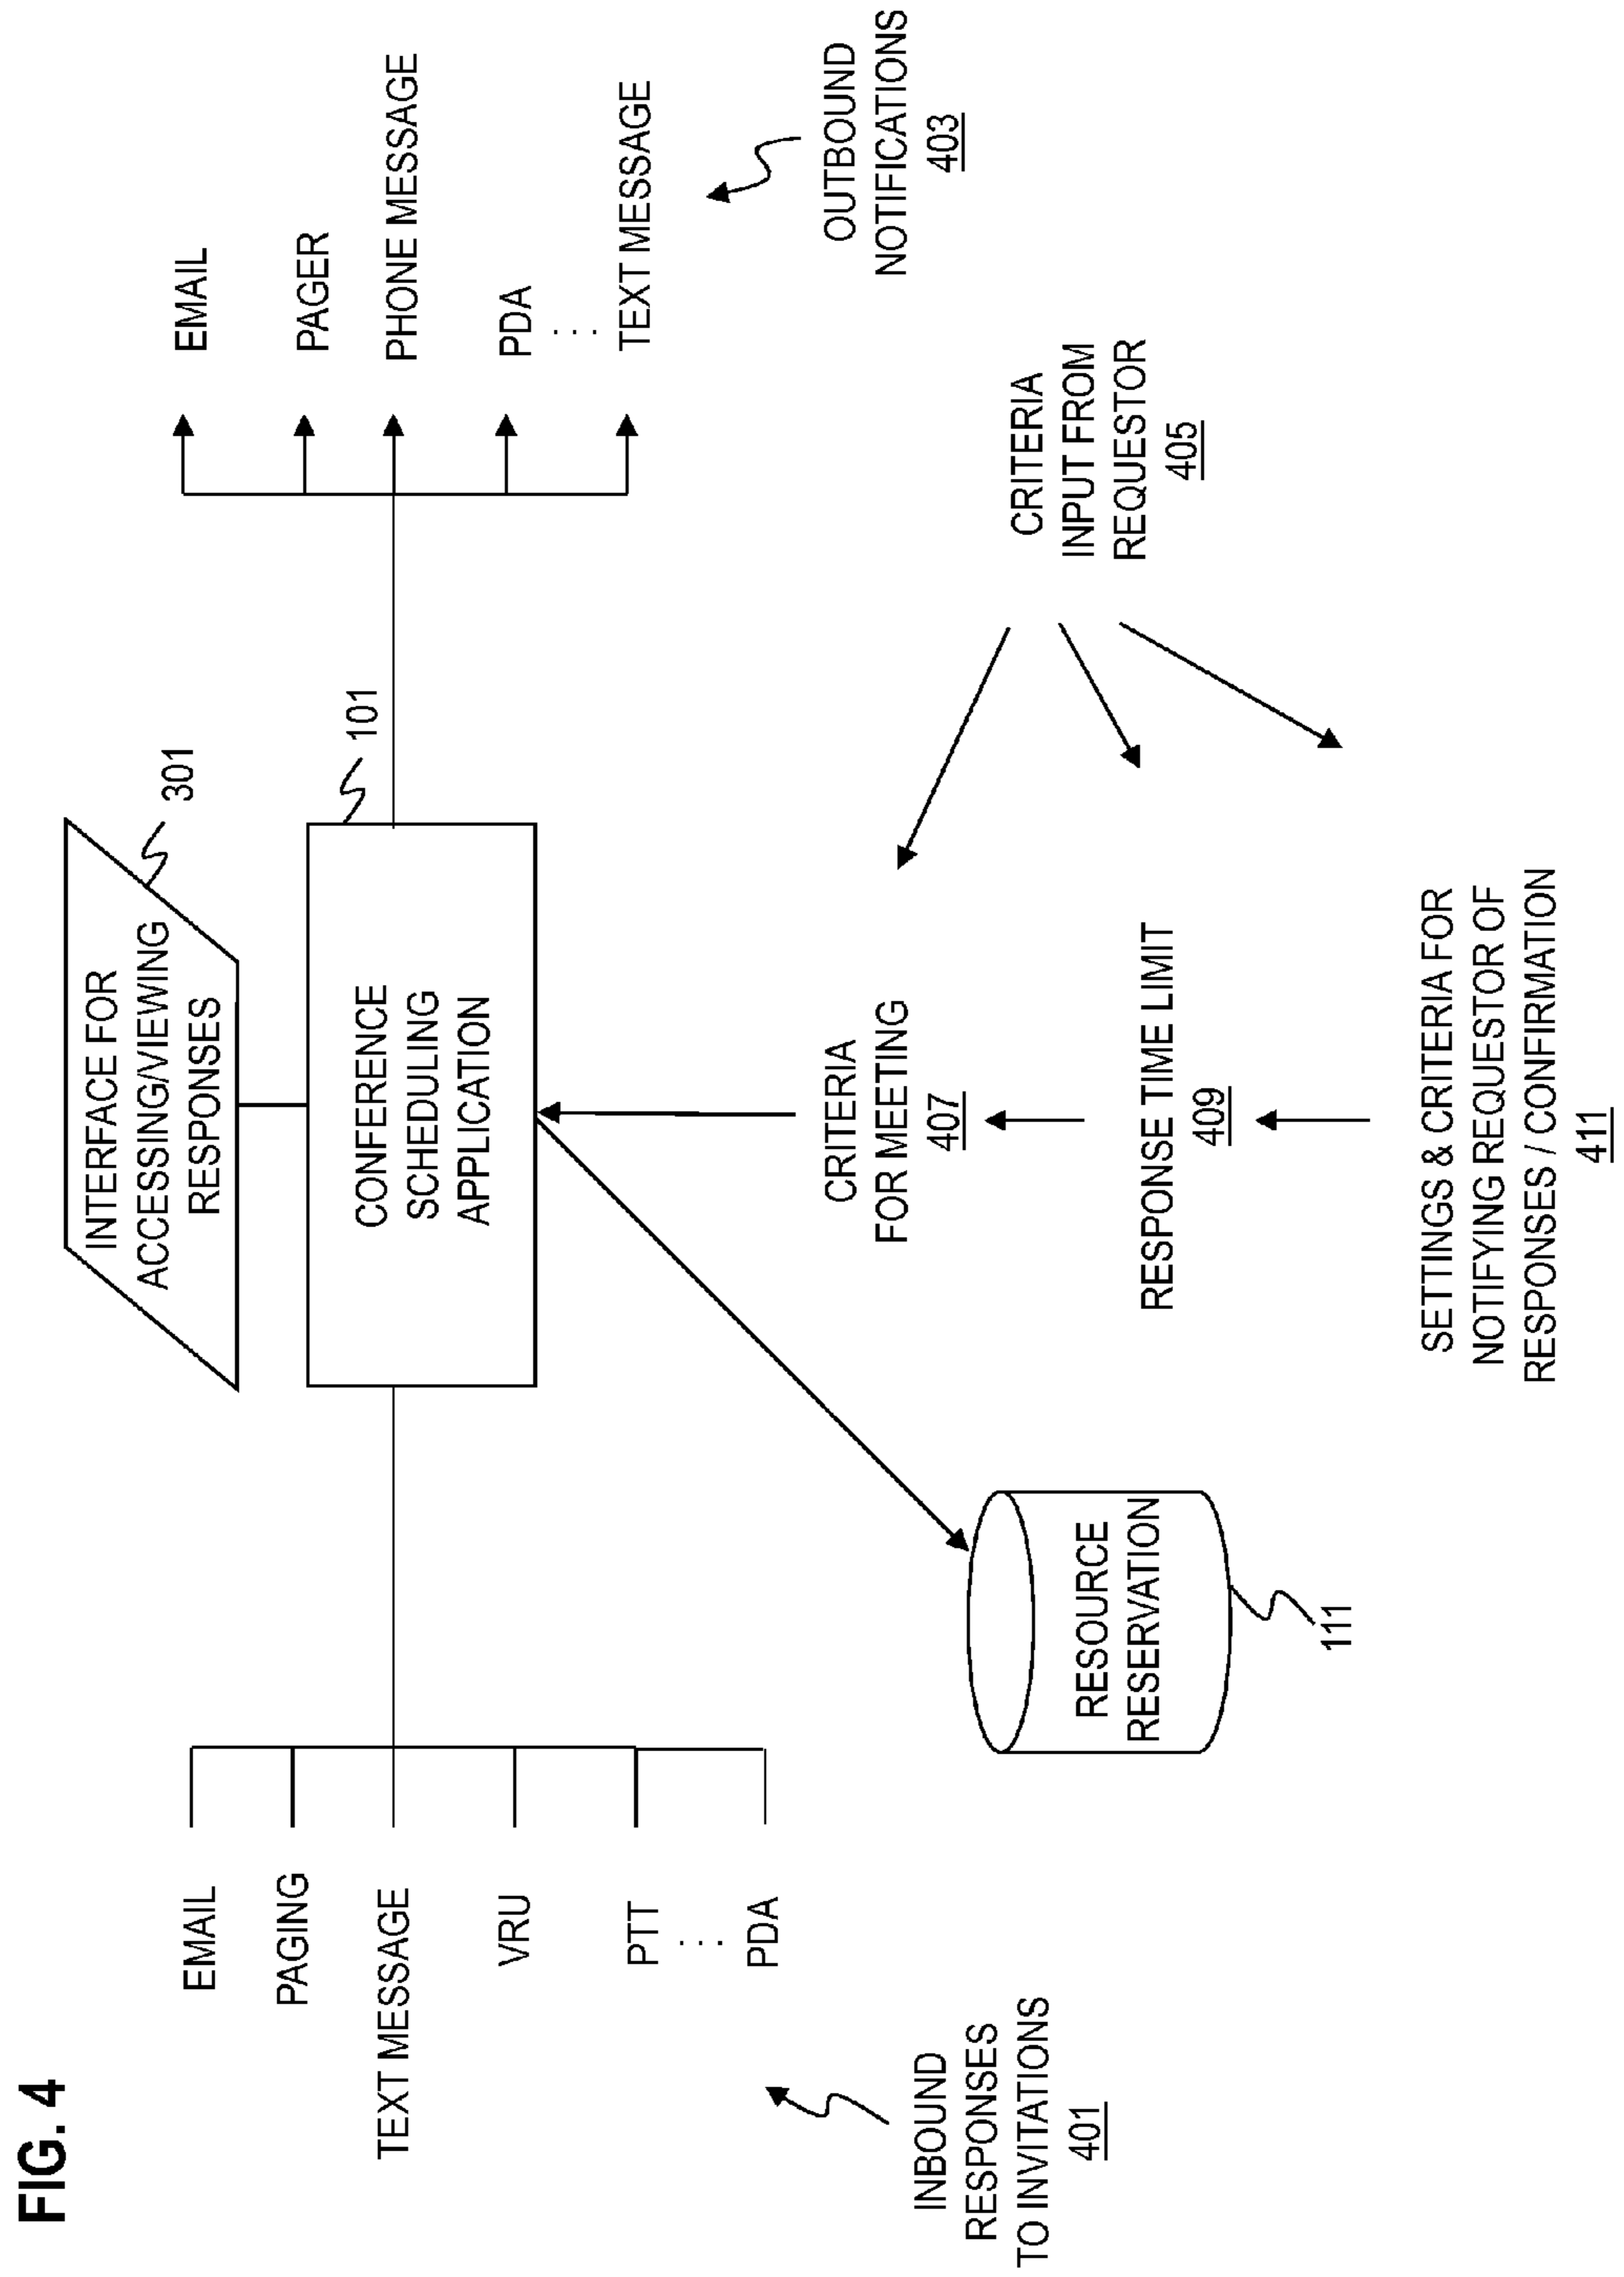 FIG. 4
INTERFACE FOR
ACCESSING/VIEWING
RESPONSES
301
CONFERENCE
SCHEDULING
APPLICATION
101
EMAIL
PAGING
TEXT MESSAGE
VRU
PTT
. . .
PDA
INBOUND
RESPONSES
TO INVITATIONS
401
EMAIL
PAGER
PHONE MESSAGE
PDA
. . .
TEXT MESSAGE
OUTBOUND
NOTIFICATIONS
403
CRITERIA
INPUT FROM
REQUESTOR
405
CRITERIA
FOR MEETING
407
RESPONSE TIME LIMIT
409
SETTINGS & CRITERIA FOR
NOTIFYING REQUESTOR OF
RESPONSES / CONFIRMATION
411
RESOURCE
RESERVATION
111